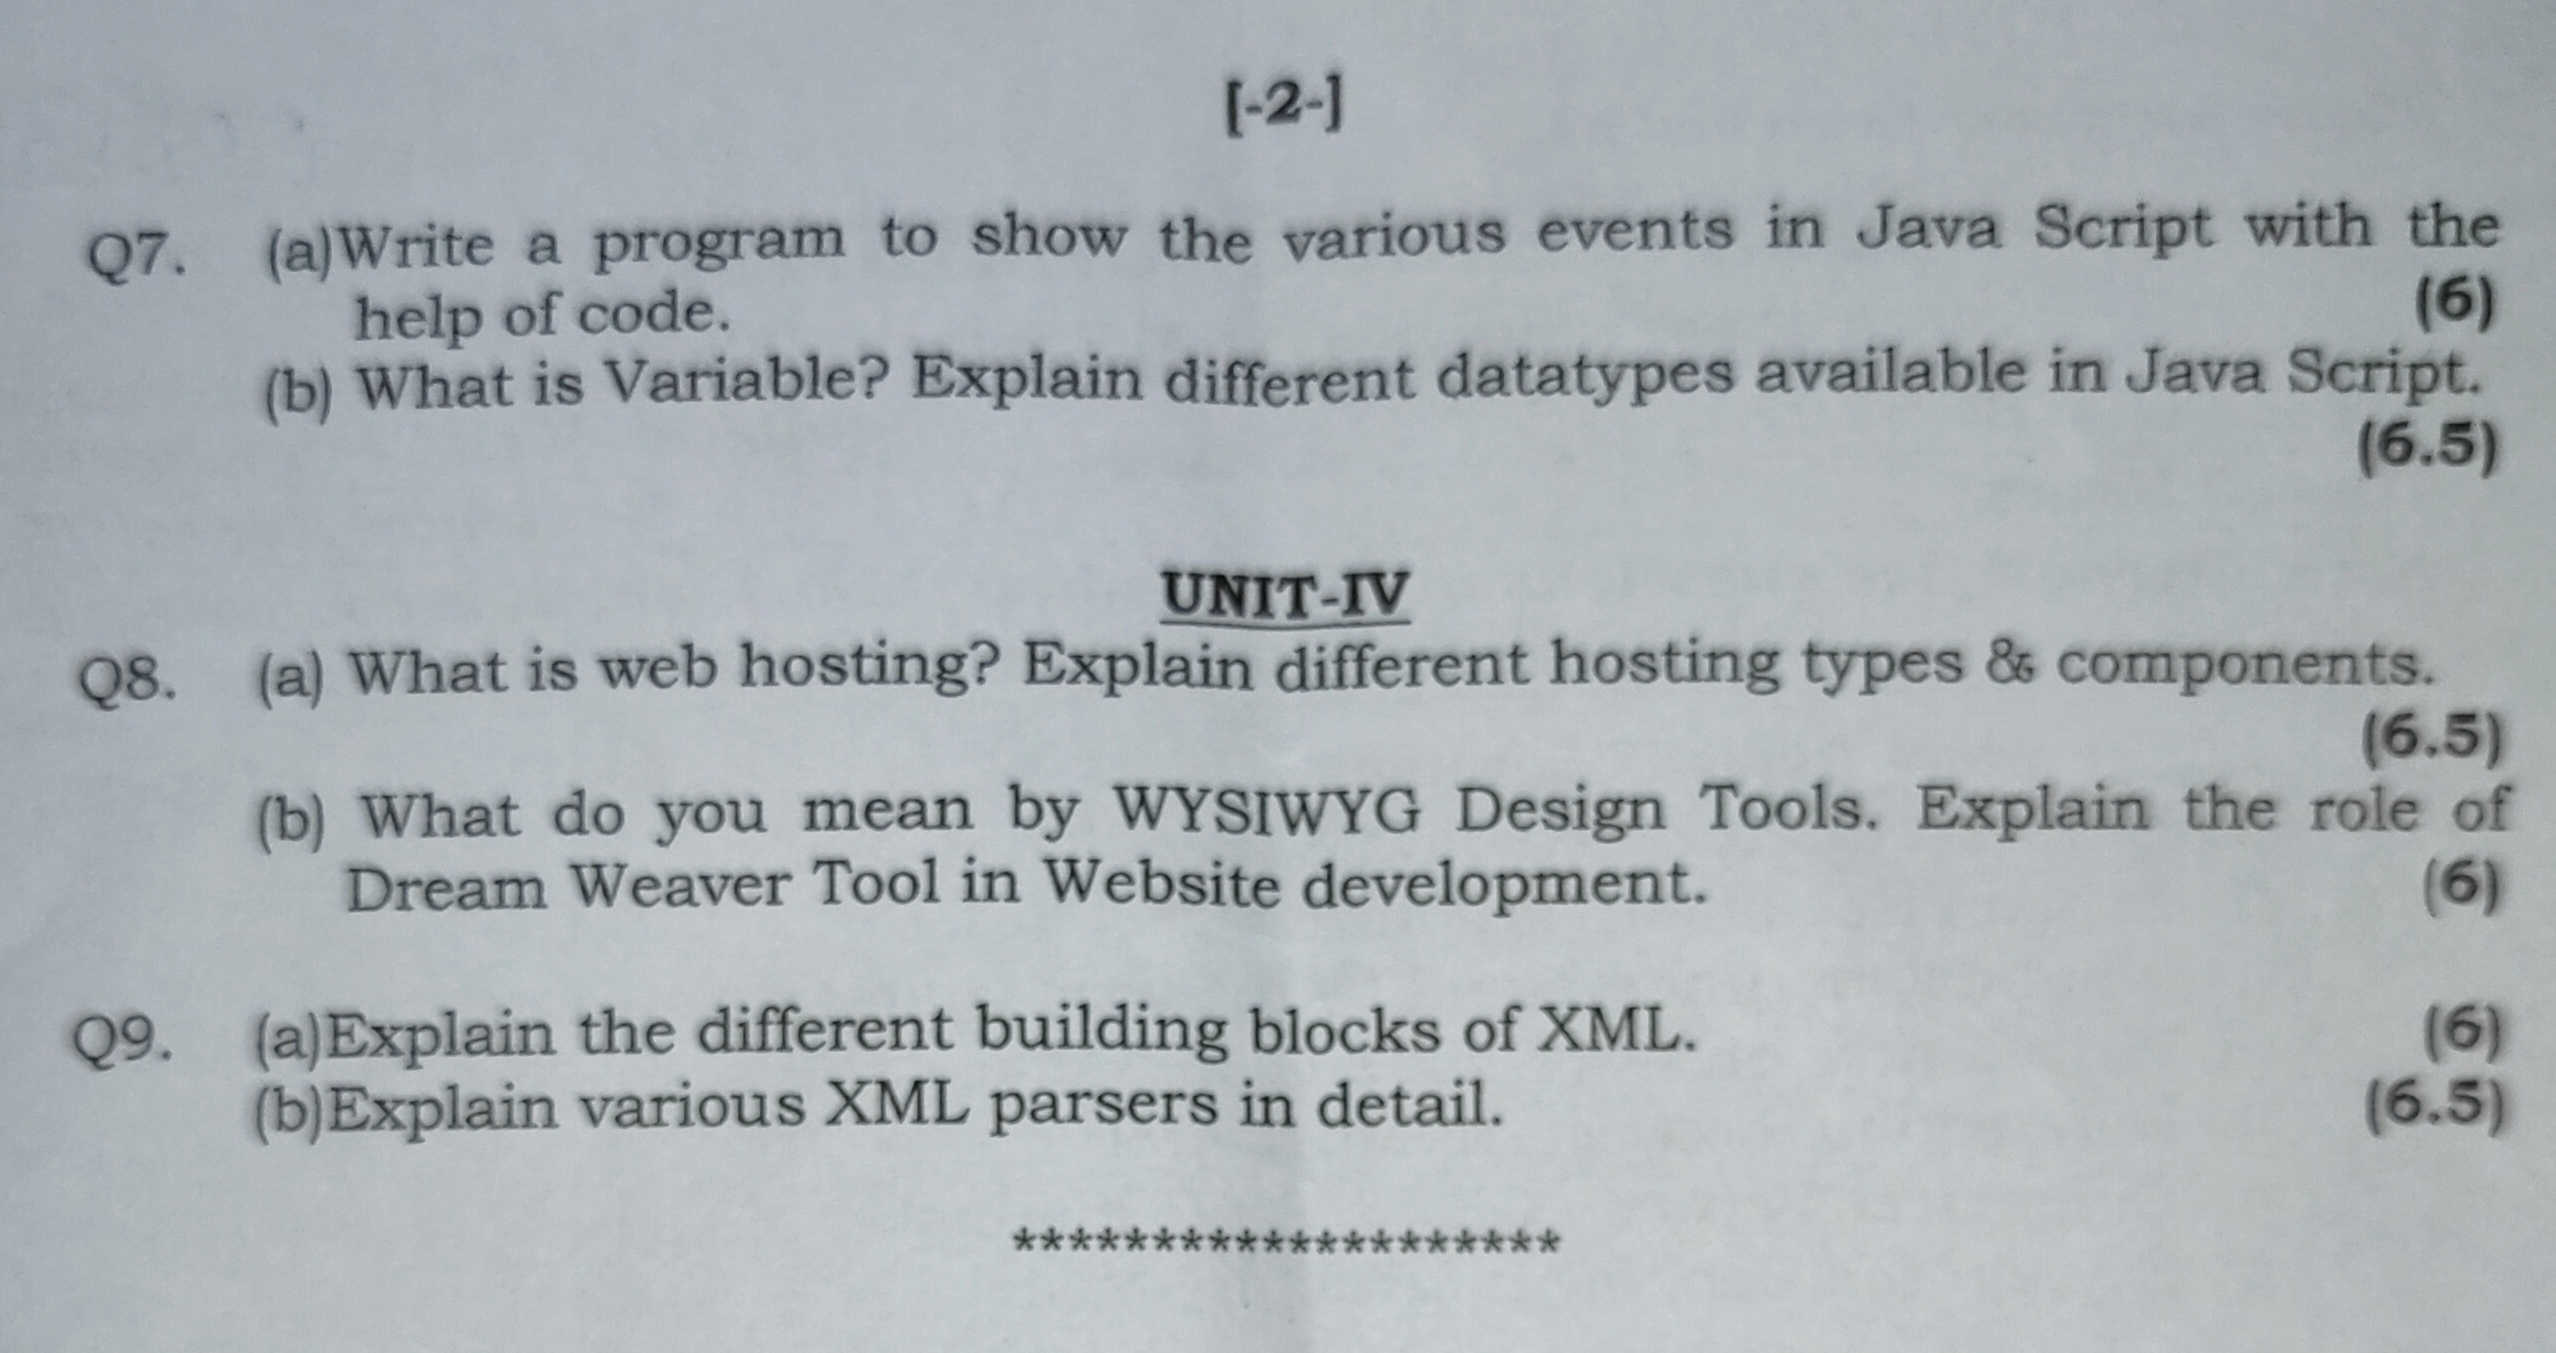 [-2-]
Q7. (a)Write a program to show the various events in Java Script with the
help of code. (6)
(b) What is Variable? Explain different datatypes available in Java Script.
(6.5)
UNIT-IV
Q8. (a) What is web hosting? Explain different hosting types & components.
(6.5)
(b) What do you mean by WYSIWYG Design Tools. Explain the role of
Dream Weaver Tool in Website development. (6)
Q9. (a)Explain the different building blocks of XML. (6)
(b)Explain various XML parsers in detail. (6.5)
********************